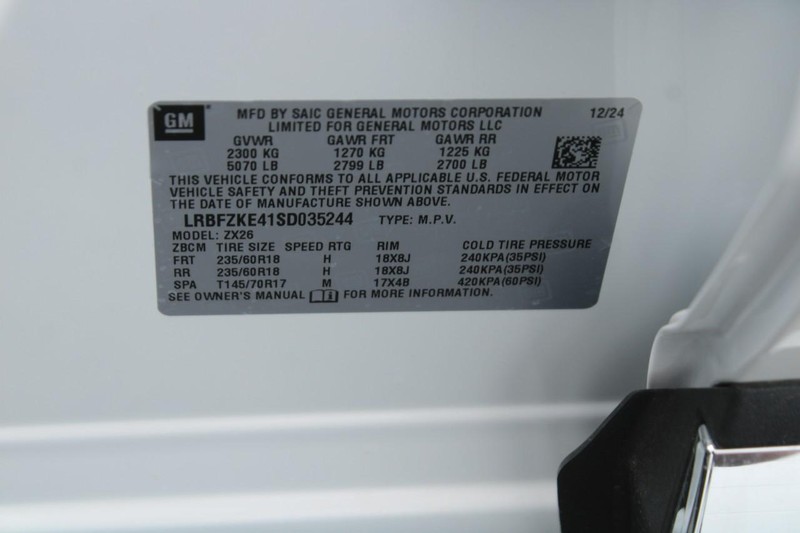 GM MFD BY SAIC GENERAL MOTORS CORPORATION 12/24
LIMITED FOR GENERAL MOTORS LLC
GVWR GAWR FRT GAWR RR
2300 KG 1270 KG 1225 KG
5070 LB 2799 LB 2700 LB
THIS VEHICLE CONFORMS TO ALL APPLICABLE U.S. FEDERAL MOTOR
VEHICLE SAFETY AND THEFT PREVENTION STANDARDS IN EFFECT ON
THE DATE OF MANUFACTURE SHOWN ABOVE.
LRBFZKE41SD035244 TYPE: M.P.V.
MODEL: ZX26
ZBCM TIRE SIZE SPEED RTG RIM COLD TIRE PRESSURE
FRT 235/60R18 H 18X8J 240KPA(35PSI)
RR 235/60R18 H 18X8J 240KPA(35PSI)
SPA T145/70R17 M 17X4B 420KPA(60PSI)
SEE OWNER'S MANUAL FOR MORE INFORMATION.